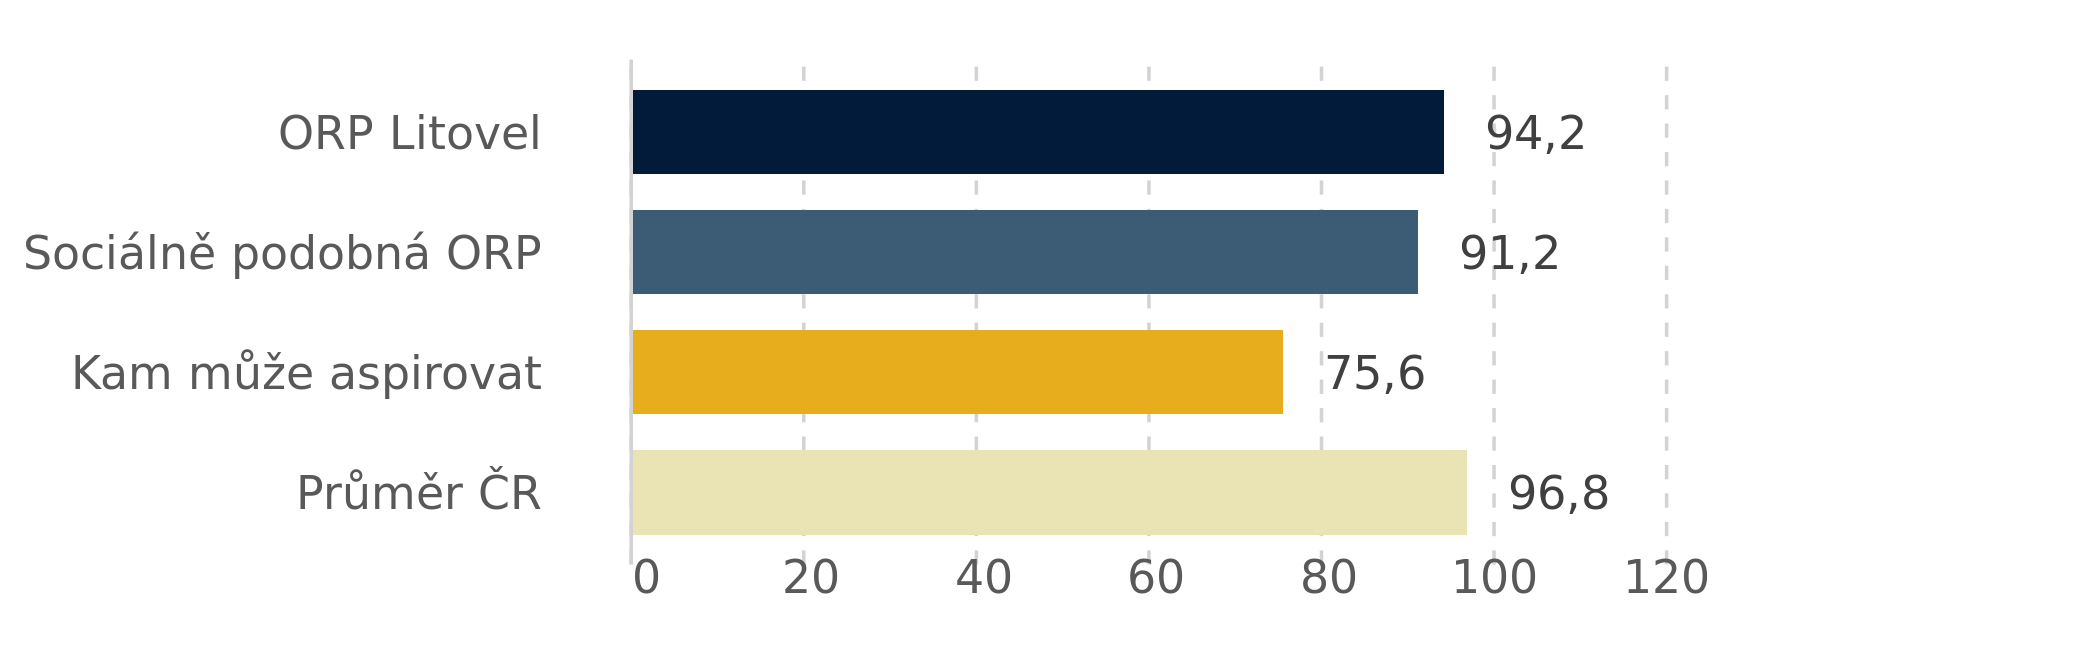 ORP Litovel
94,2
Sociálně podobná ORP
91,2
Kam může aspirovat
75,6
Průměr ČR
96,8
0 20 40 60 80 100 120